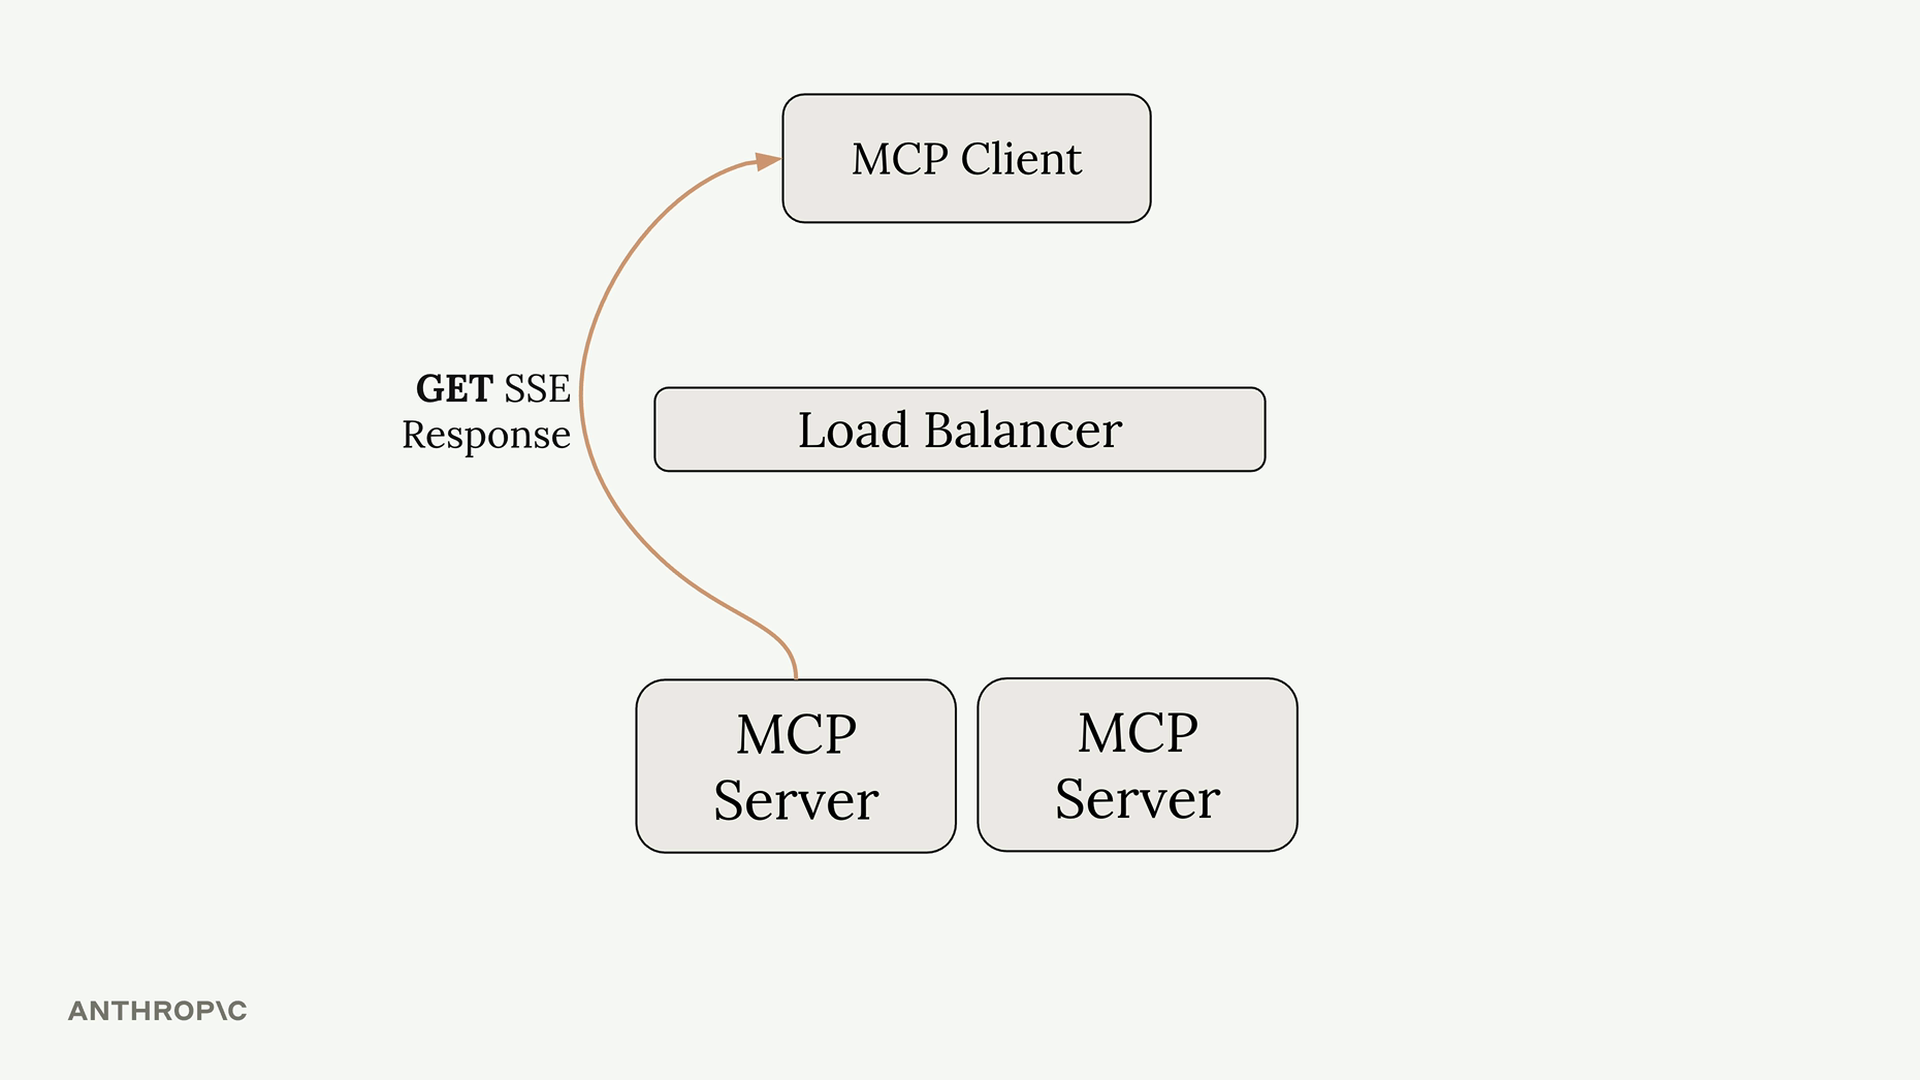 MCP Client
GET SSE
Response
Load Balancer
MCP
Server
MCP
Server
ANTHROP\C